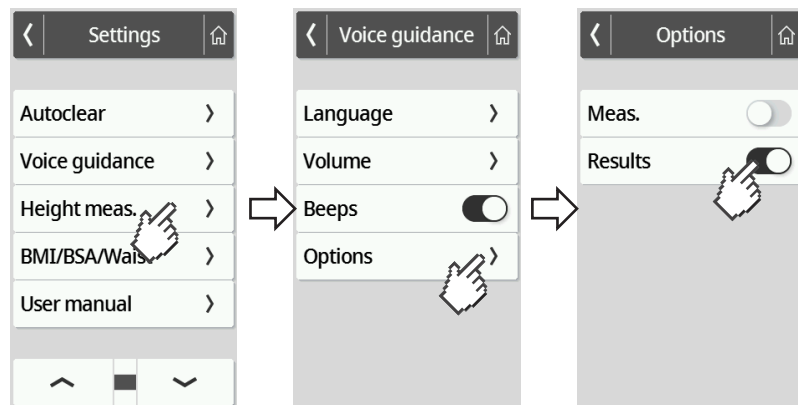 Settings
Autoclear
Voice guidance
Height meas.
BMI/BSA/Waist
User manual
Voice guidance
Language
Volume
Beeps
Options
Options
Meas.
Results